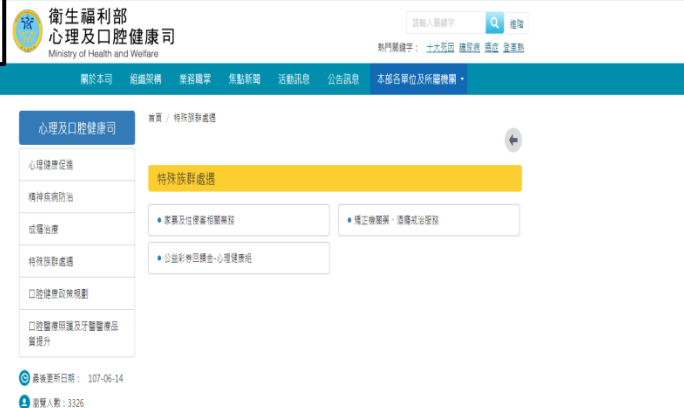 衛生福利部
心理及口腔健康司
Ministry of Health and Welfare
請輸入關鍵字
進階
熱門關鍵字： 十大死因 糖尿病 癌症 登革熱
關於本司 組織架構 業務職掌 焦點新聞 活動訊息 公告訊息 本部各單位及所屬機關
心理及口腔健康司
心理健康促進
精神疾病防治
成癮治療
特殊族群處遇
口腔健康政策規劃
口腔醫療照護及牙醫醫療品
質提升
最後更新日期： 107-06-14
瀏覽人數：3326
首頁 / 特殊族群處遇
特殊族群處遇
家暴及性侵害相關業務
矯正機關藥、酒癮戒治服務
公益彩券回饋金-心理健康組